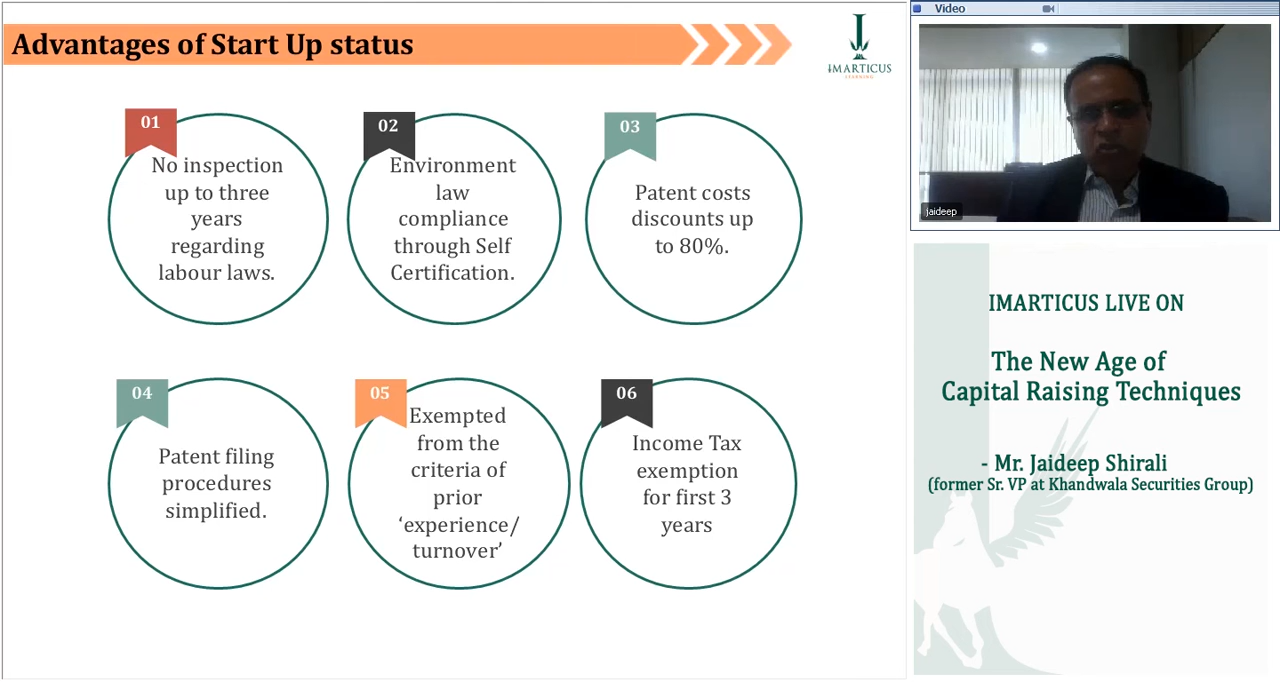 Advantages of Start Up status
IMARTICUS
LEARNING
01
No inspection
up to three
years
regarding
labour laws.
02
Environment
law
compliance
through Self
Certification.
03
Patent costs
discounts up
to 80%.
04
Patent filing
procedures
simplified.
05
Exempted
from the
criteria of
prior
‘experience/
turnover’
06
Income Tax
exemption
for first 3
years
Video
jaideep
IMARTICUS LIVE ON
The New Age of
Capital Raising Techniques
- Mr. Jaideep Shirali
(former Sr. VP at Khandwala Securities Group)